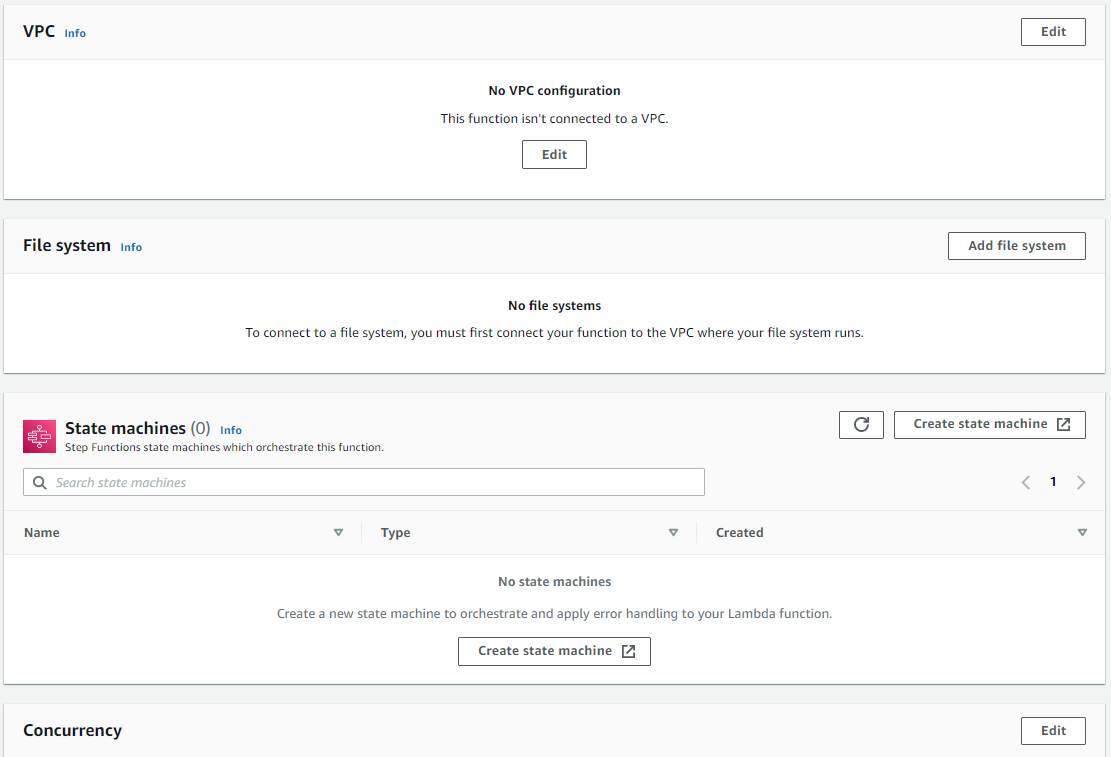 VPC Info
Edit
No VPC configuration
This function isn't connected to a VPC.
Edit
File system Info
Add file system
No file systems
To connect to a file system, you must first connect your function to the VPC where your file system runs.
State machines (0) Info
Step Functions state machines which orchestrate this function.
Create state machine
Search state machines
1
Name Type Created
No state machines
Create a new state machine to orchestrate and apply error handling to your Lambda function.
Create state machine
Concurrency
Edit